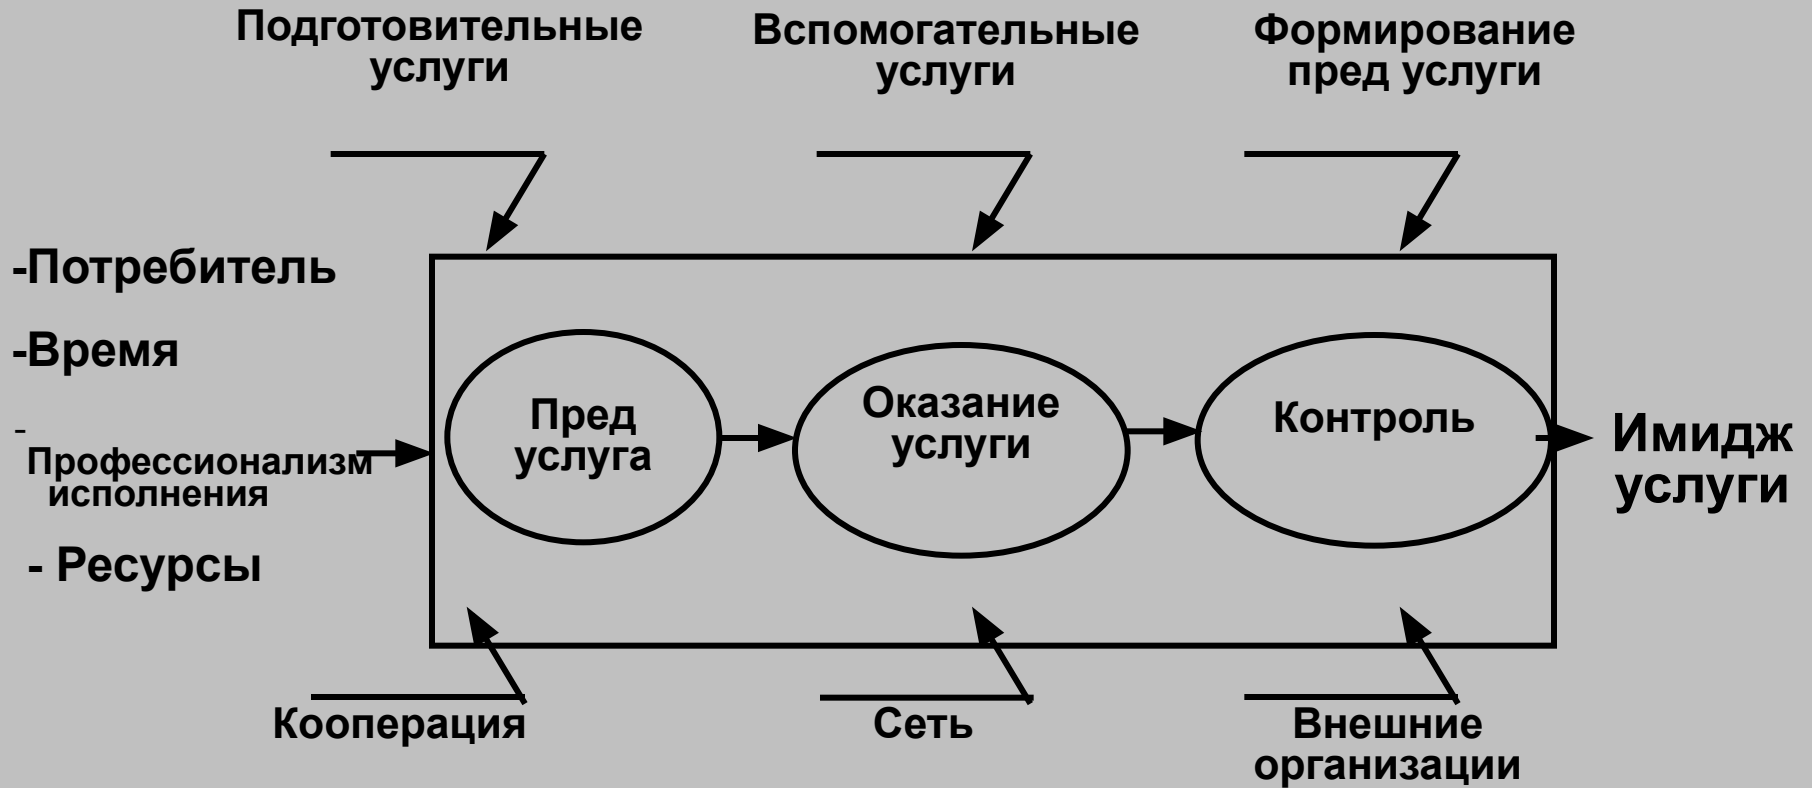 Подготовительные
услуги
Вспомогательные
услуги
Формирование
пред услуги
-Потребитель
-Время
-
Профессионализм
исполнения
- Ресурсы
Пред
услуга
Оказание
услуги
Контроль
Имидж
услуги
Кооперация
Сеть
Внешние
организации